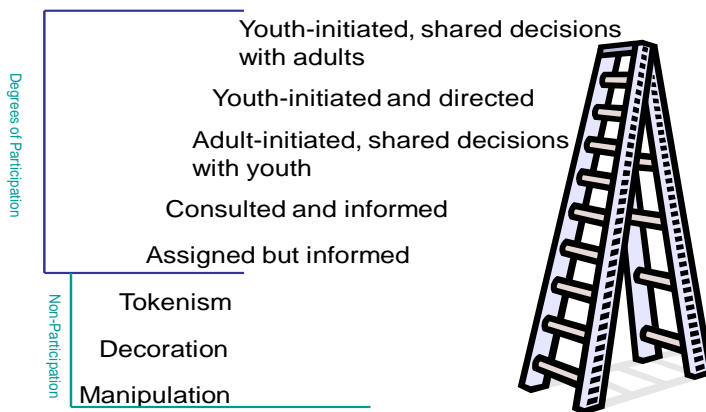 Youth-initiated, shared decisions
with adults
Youth-initiated and directed
Adult-initiated, shared decisions
with youth
Consulted and informed
Assigned but informed
Degrees of Participation
Tokenism
Decoration
Manipulation
Non-Participation